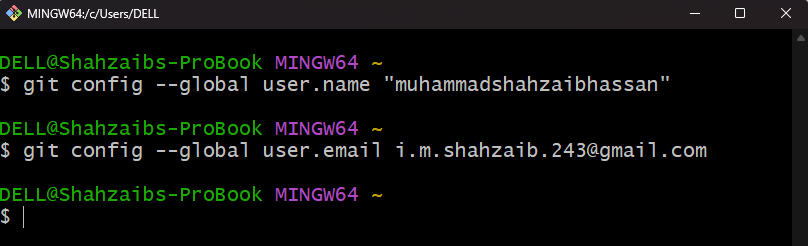 MINGW64:/c/Users/DELL
DELL@Shahzaibs-ProBook MINGW64 ~
$ git config --global user.name "muhammadshahzaibhassan"
DELL@Shahzaibs-ProBook MINGW64 ~
$ git config --global user.email i.m.shahzaib.243@gmail.com
DELL@Shahzaibs-ProBook MINGW64 ~
$